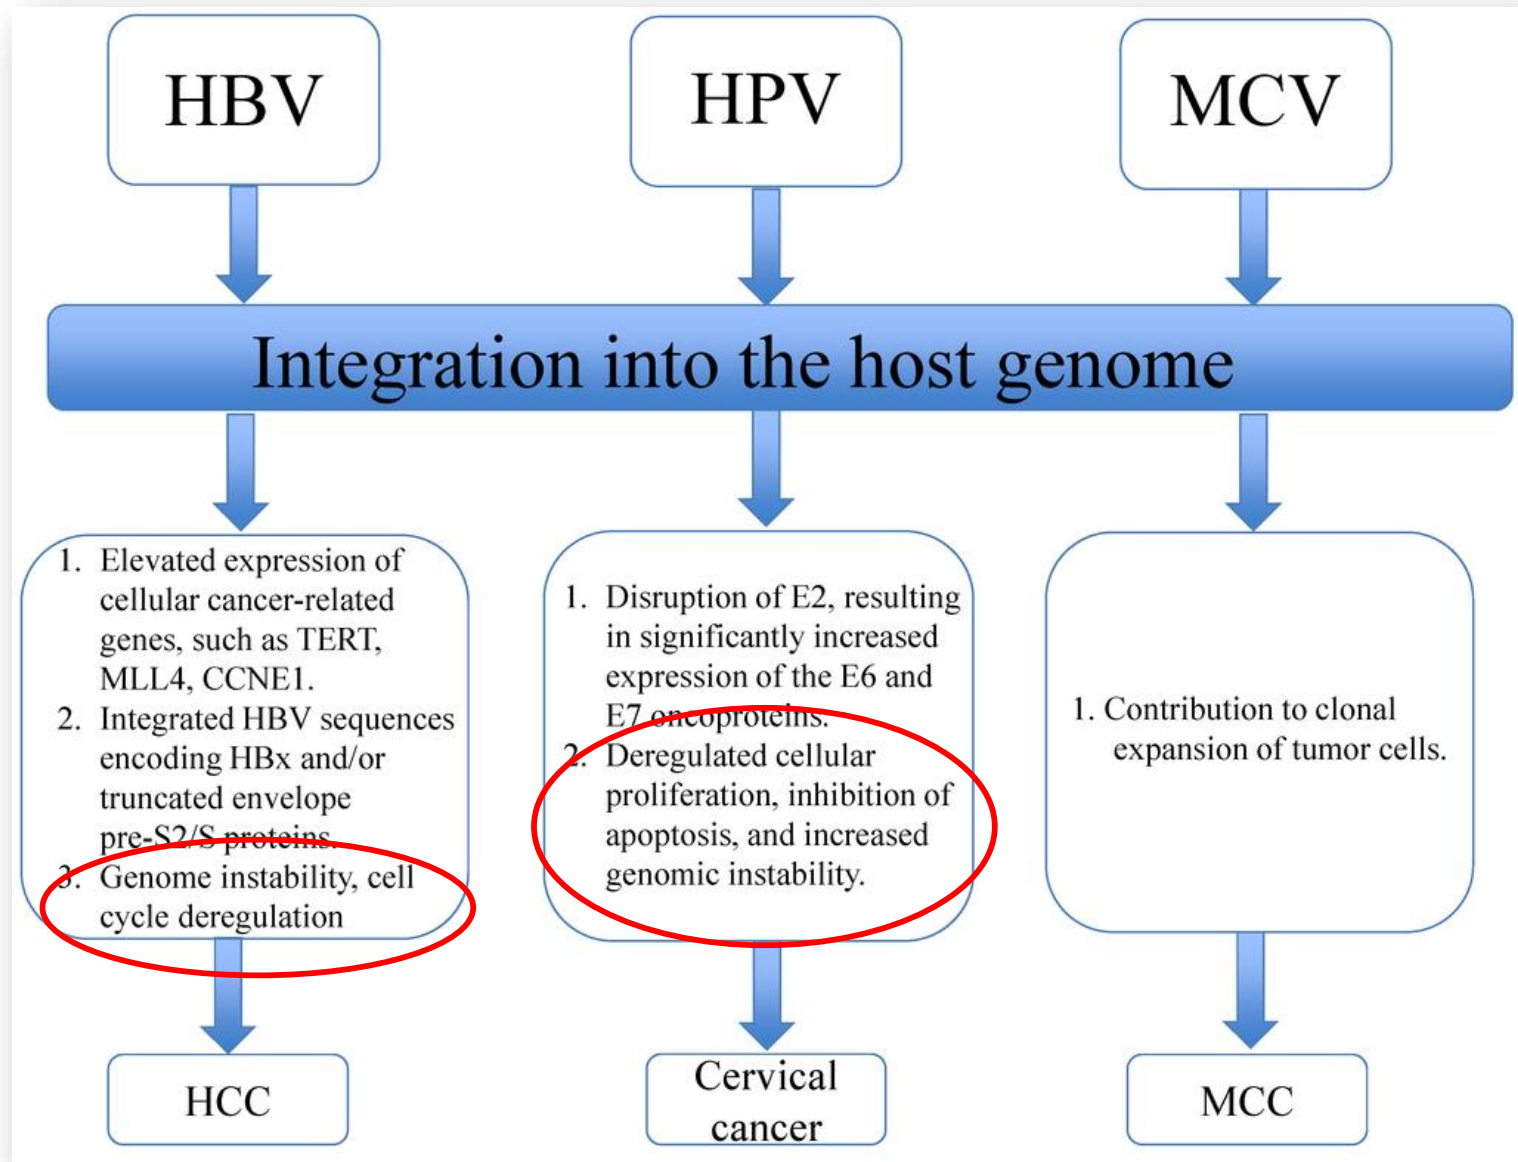 HBV
HPV
MCV
Integration into the host genome
1. Elevated expression of
cellular cancer-related
genes, such as TERT,
MLL4, CCNE1.
2. Integrated HBV sequences
encoding HBx and/or
truncated envelope
pre-S2/S proteins.
3. Genome instability, cell
cycle deregulation
1. Disruption of E2, resulting
in significantly increased
expression of the E6 and
E7 oncoproteins.
2. Deregulated cellular
proliferation, inhibition of
apoptosis, and increased
genomic instability.
1. Contribution to clonal
expansion of tumor cells.
HCC
Cervical
cancer
MCC